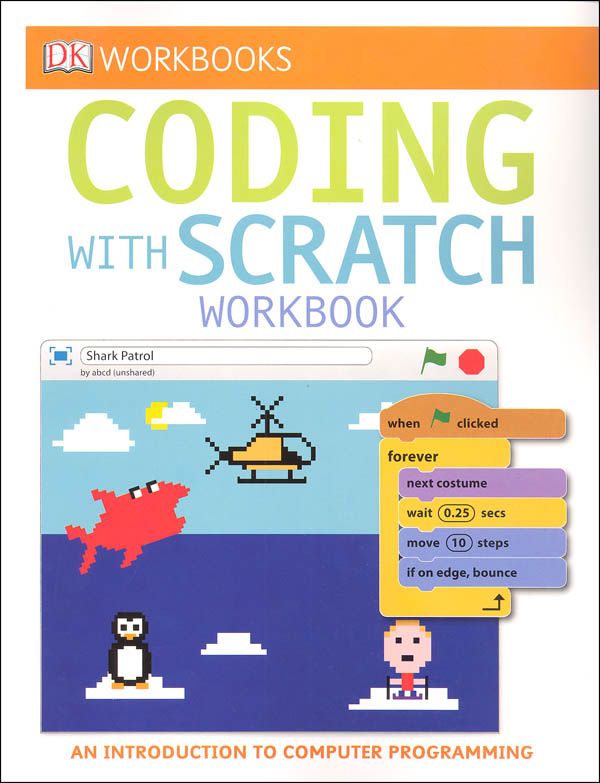 DK WORKBOOKS
CODING
WITH SCRATCH
WORKBOOK
Shark Patrol
by abcd (unshared)
when clicked
forever
next costume
wait 0.25 secs
move 10 steps
if on edge, bounce
AN INTRODUCTION TO COMPUTER PROGRAMMING